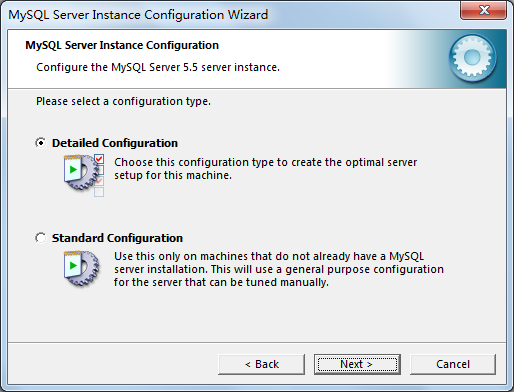 MySQL Server Instance Configuration Wizard
MySQL Server Instance Configuration
Configure the MySQL Server 5.5 server instance.
Please select a configuration type.
Detailed Configuration
Choose this configuration type to create the optimal server
setup for this machine.
Standard Configuration
Use this only on machines that do not already have a MySQL
server installation. This will use a general purpose configuration
for the server that can be tuned manually.
< Back
Next >
Cancel